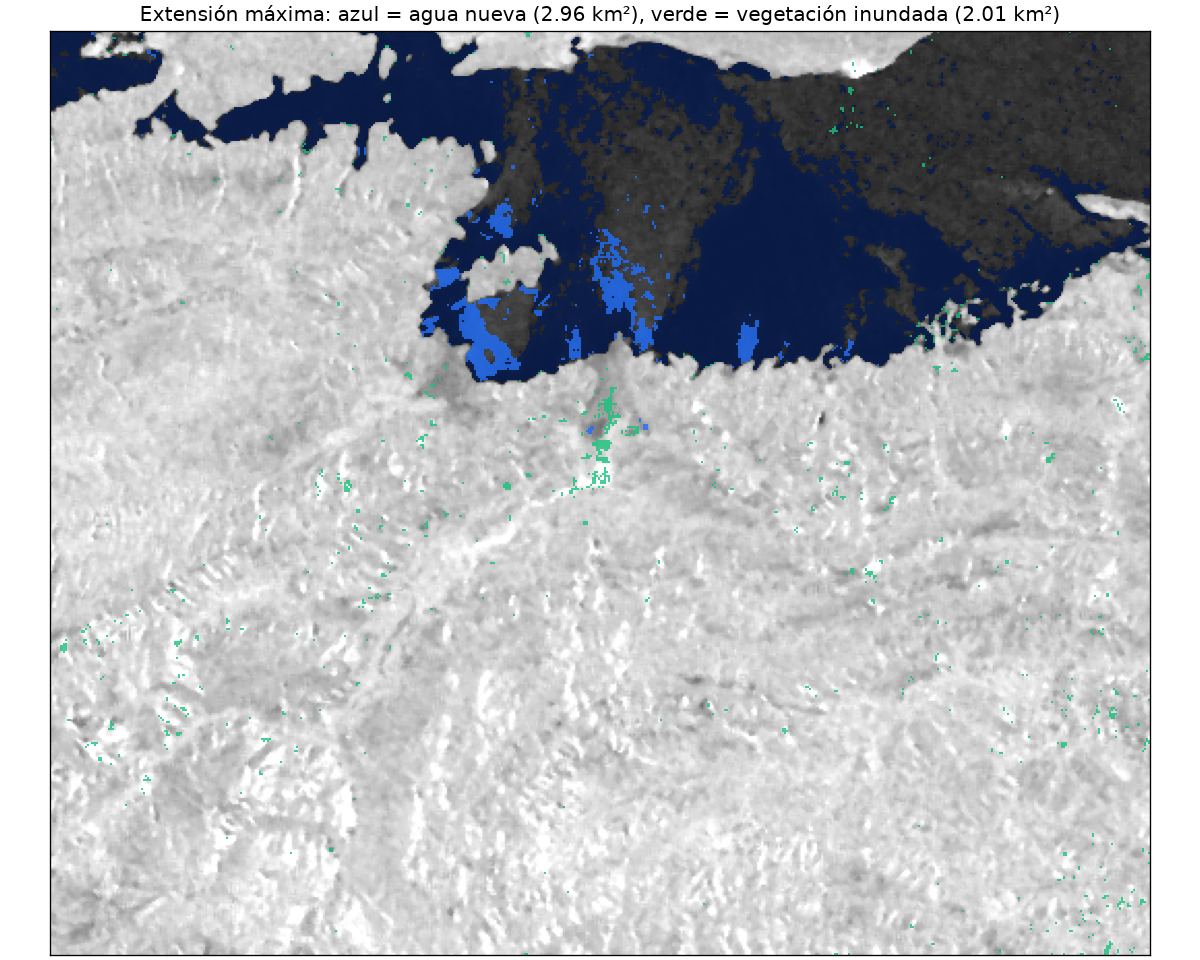 Extensión máxima: azul = agua nueva (2.96 km²), verde = vegetación inundada (2.01 km²)